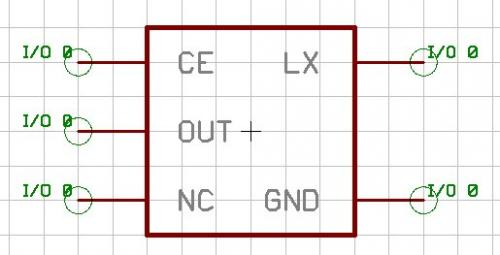 I/O 0 CE LX I/O 0
I/O 0 OUT
I/O 0 NC GND I/O 0